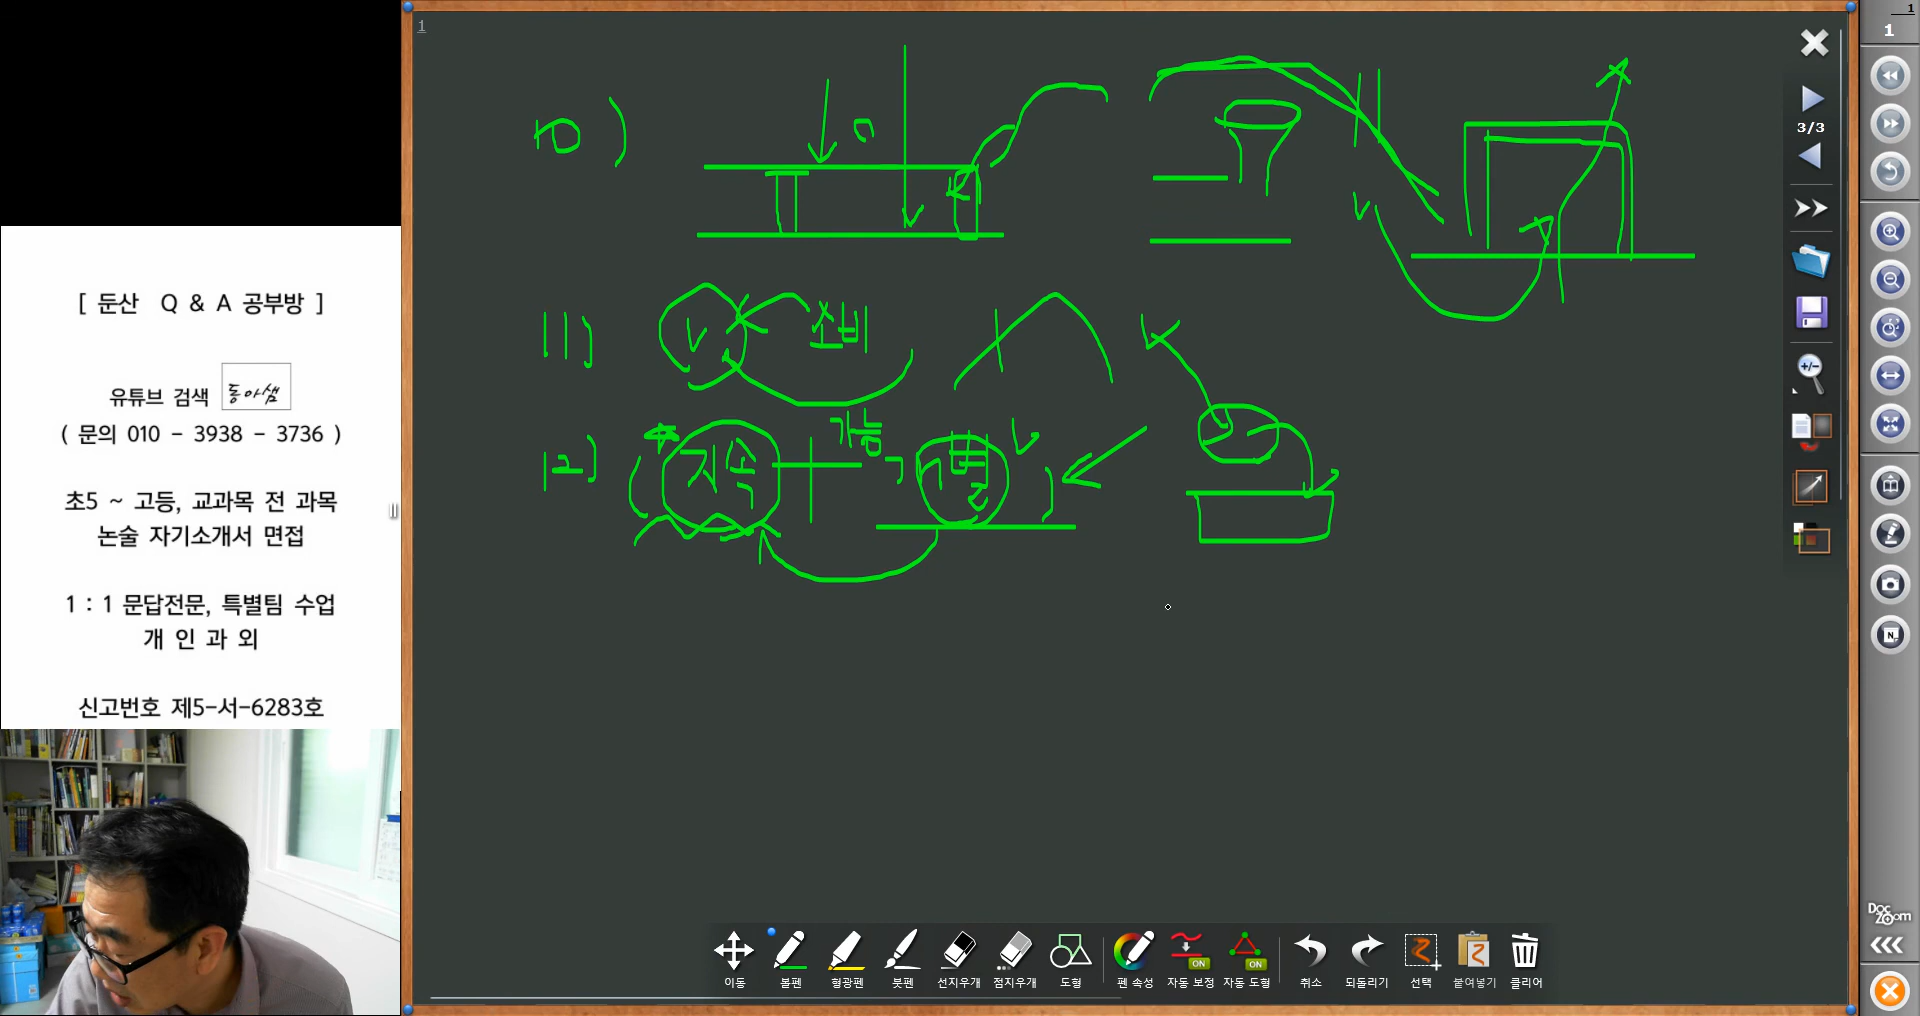 1
1
1
[ 둔산 Q & A 공부방 ]
유튜브 검색 동아샘
( 문의 010 - 3938 - 3736 )
초5 ~ 고등, 교과목 전 과목
논술 자기소개서 면접
1 : 1 문답전문, 특별팀 수업
개 인 과 외
신고번호 제5-서-6283호
10)
11) 소비
12) 지속 가능
3/3
+/-
N
Doc Zoom
이동 볼펜 형광펜 붓펜 선지우개 점지우개 도형 펜 속성 ON 자동 보정 ON 자동 도형 취소 되돌리기 선택 붙여넣기 클리어